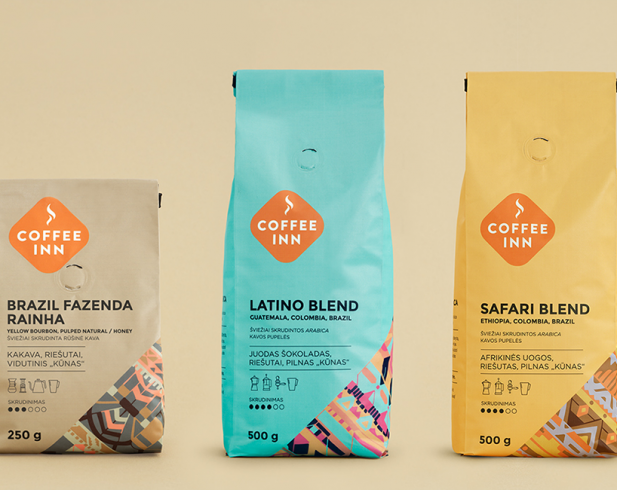 COFFEE
INN
BRAZIL FAZENDA
RAINHA
YELLOW BOURBON, PULPED NATURAL / HONEY
ŠVIEŽIAI SKRUDINTA RŪŠINĖ KAVA
KAKAVA, RIEŠUTAI,
VIDUTINIS „KŪNAS“
SKRUDINIMAS
250 g
COFFEE
INN
LATINO BLEND
GUATEMALA, COLOMBIA, BRAZIL
ŠVIEŽIAI SKRUDINTOS ARABICA
KAVOS PUPELĖS
JUODAS ŠOKOLADAS,
RIEŠUTAI, PILNAS „KŪNAS“
SKRUDINIMAS
500 g
COFFEE
INN
SAFARI BLEND
ETHIOPIA, COLOMBIA, BRAZIL
ŠVIEŽIAI SKRUDINTOS ARABICA
KAVOS PUPELĖS
AFRIKINĖS UOGOS,
RIEŠUTAS, PILNAS „KŪNAS“
SKRUDINIMAS
500 g